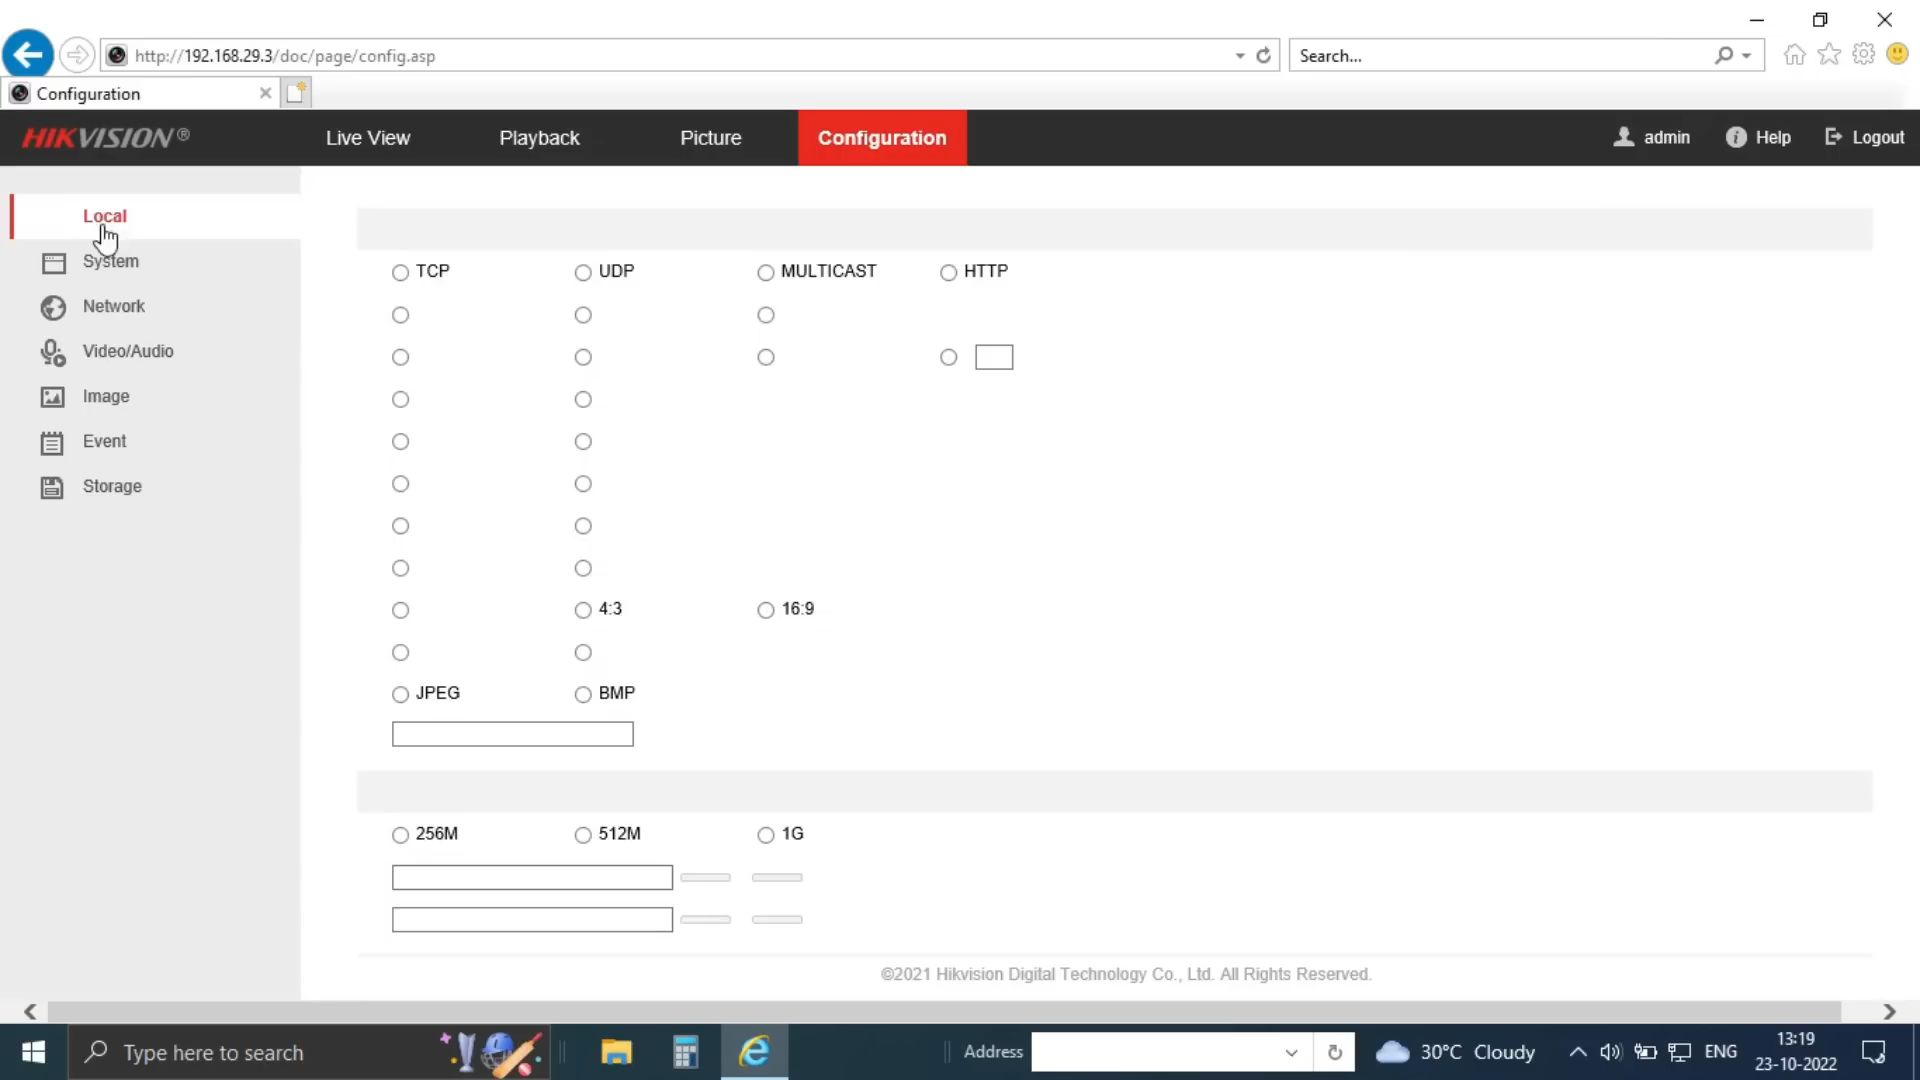 http://192.168.29.3/doc/page/config.asp
Search...
Configuration
HIKVISION®
Live View
Playback
Picture
Configuration
admin
Help
Logout
Local
System
Network
Video/Audio
Image
Event
Storage
TCP UDP MULTICAST HTTP
4:3 16:9
JPEG BMP
256M 512M 1G
©2021 Hikvision Digital Technology Co., Ltd. All Rights Reserved.
Type here to search
Address
30°C Cloudy
ENG
13:19
23-10-2022